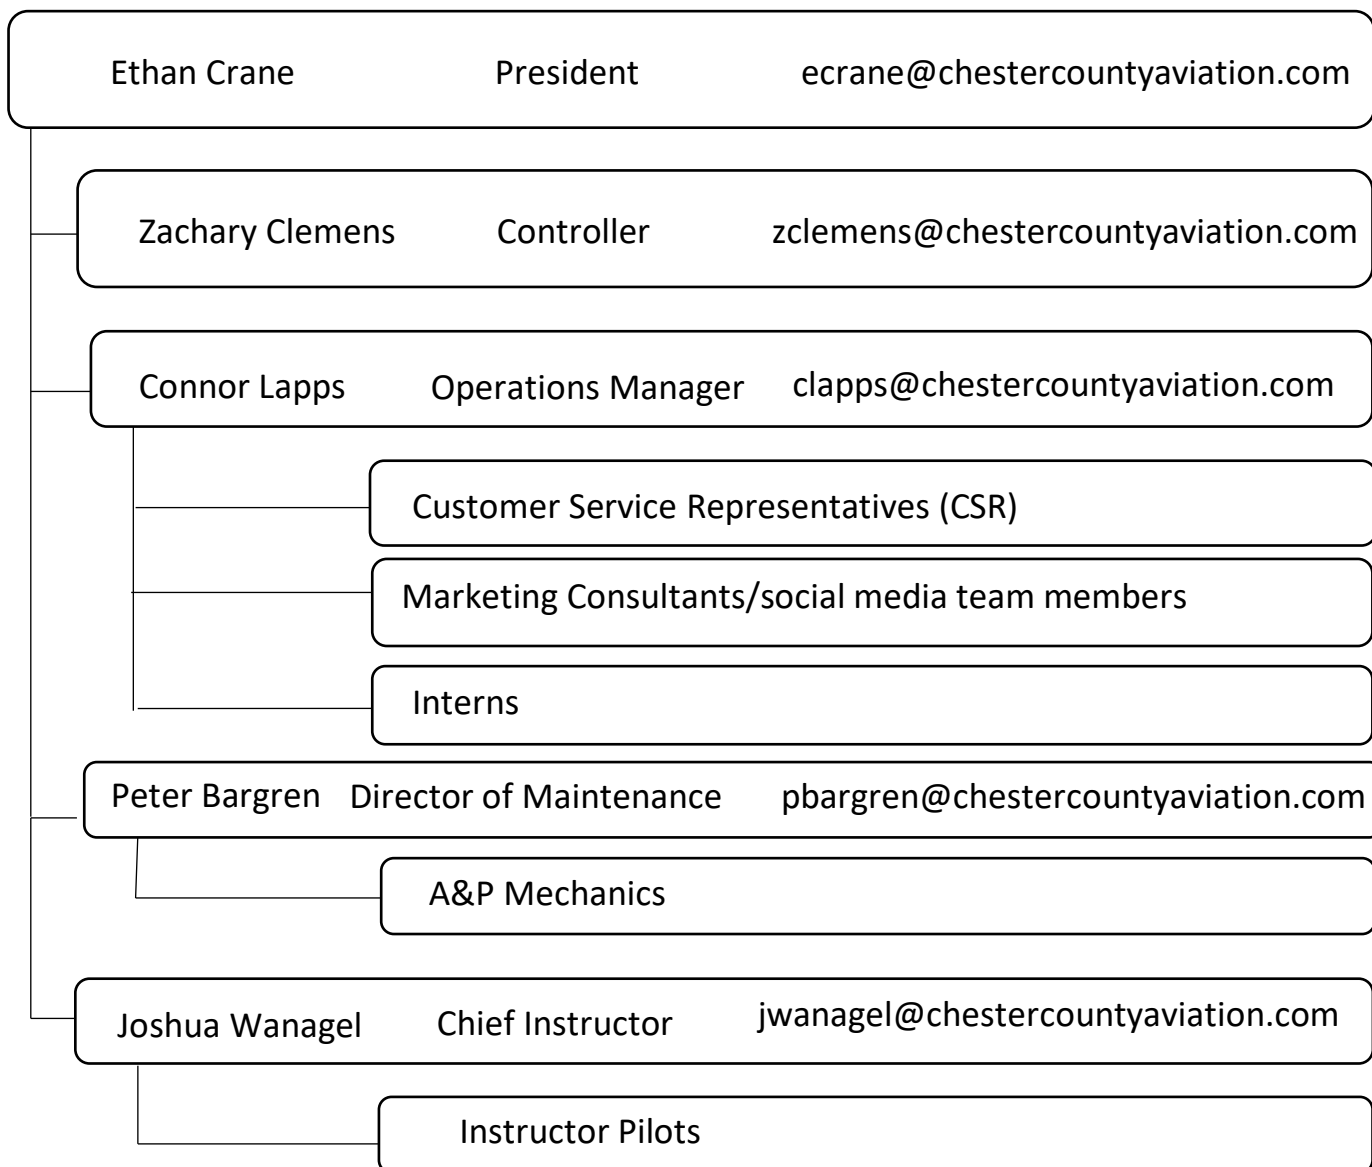 Ethan Crane President ecrane@chestercountyaviation.com
Zachary Clemens Controller zclemens@chestercountyaviation.com
Connor Lapps Operations Manager clapps@chestercountyaviation.com
Customer Service Representatives (CSR)
Marketing Consultants/social media team members
Interns
Peter Bargren Director of Maintenance pbargren@chestercountyaviation.com
A&P Mechanics
Joshua Wanagel Chief Instructor jwanagel@chestercountyaviation.com
Instructor Pilots